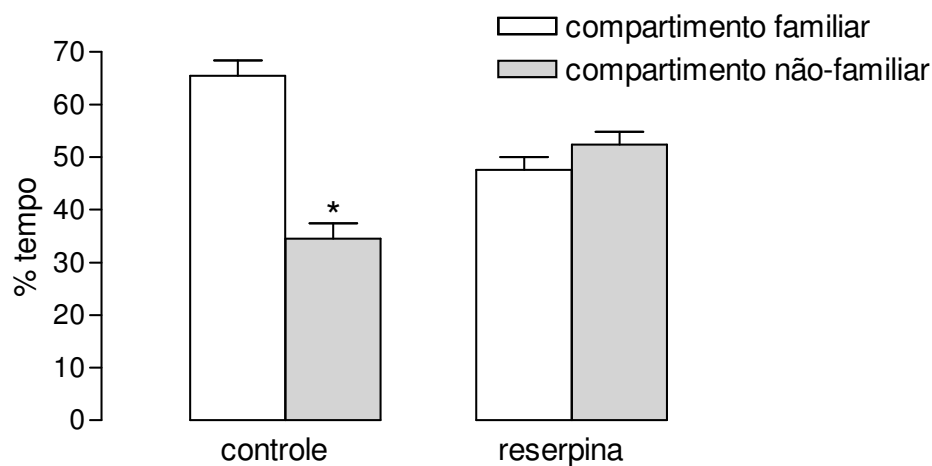 compartimento familiar
compartimento não-familiar
% tempo
70
60
50
40
30
20
10
0
*
controle
reserpina